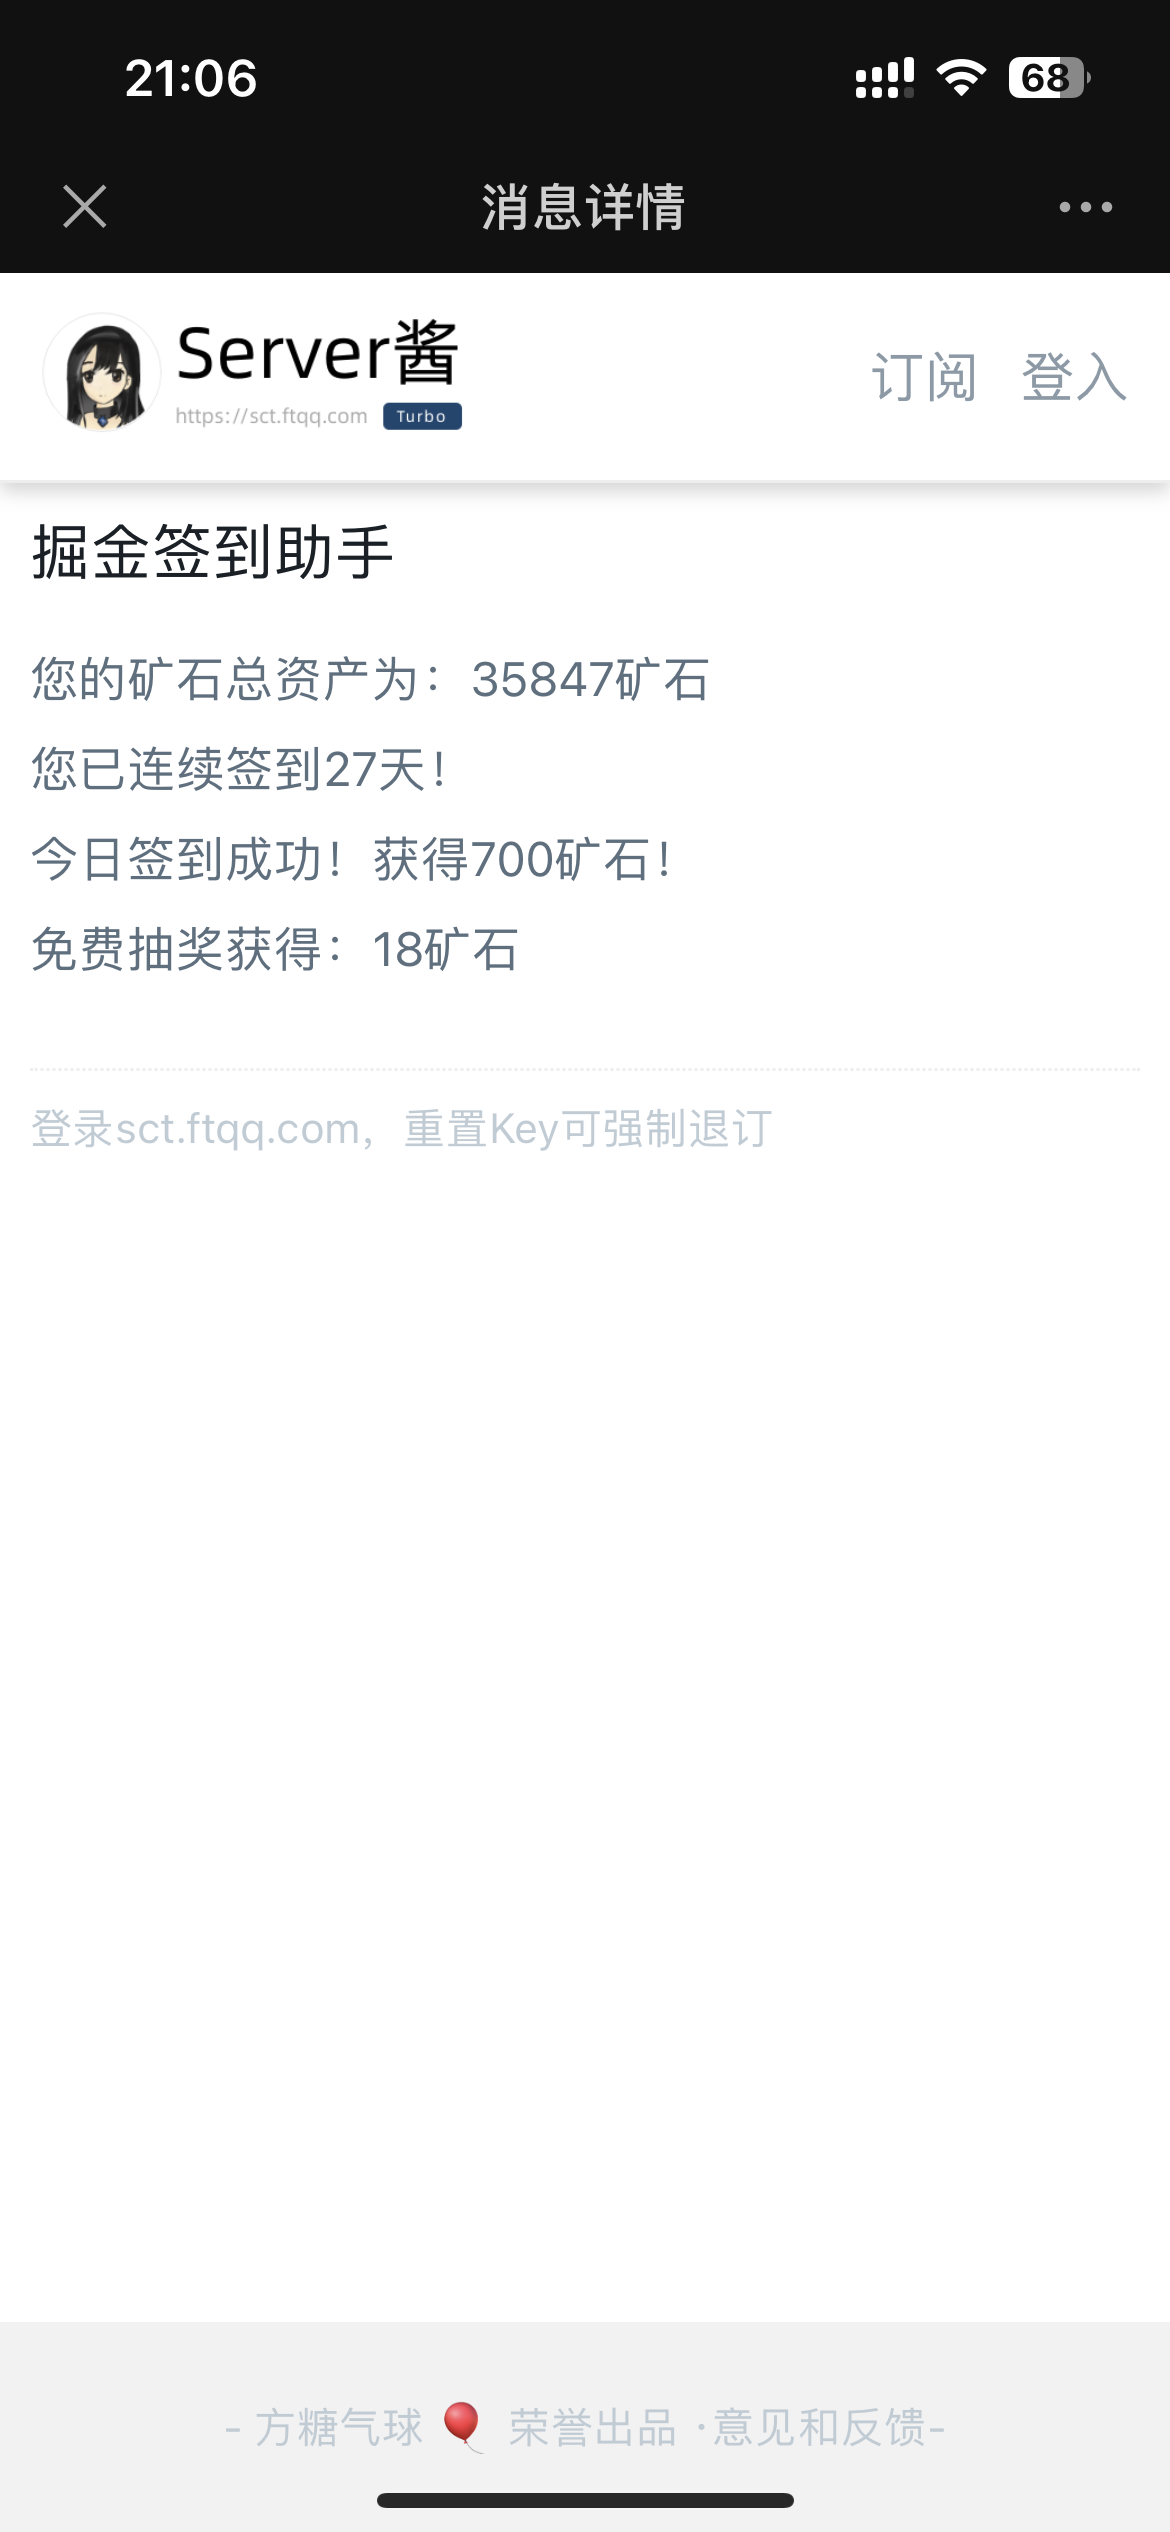 21:06
68
消息详情
Server酱
https://sct.ftqq.com Turbo
订阅 登入
掘金签到助手
您的矿石总资产为：35847矿石
您已连续签到27天！
今日签到成功！获得700矿石！
免费抽奖获得：18矿石
登录sct.ftqq.com，重置Key可强制退订
- 方糖气球 🎈 荣誉出品 ·意见和反馈-